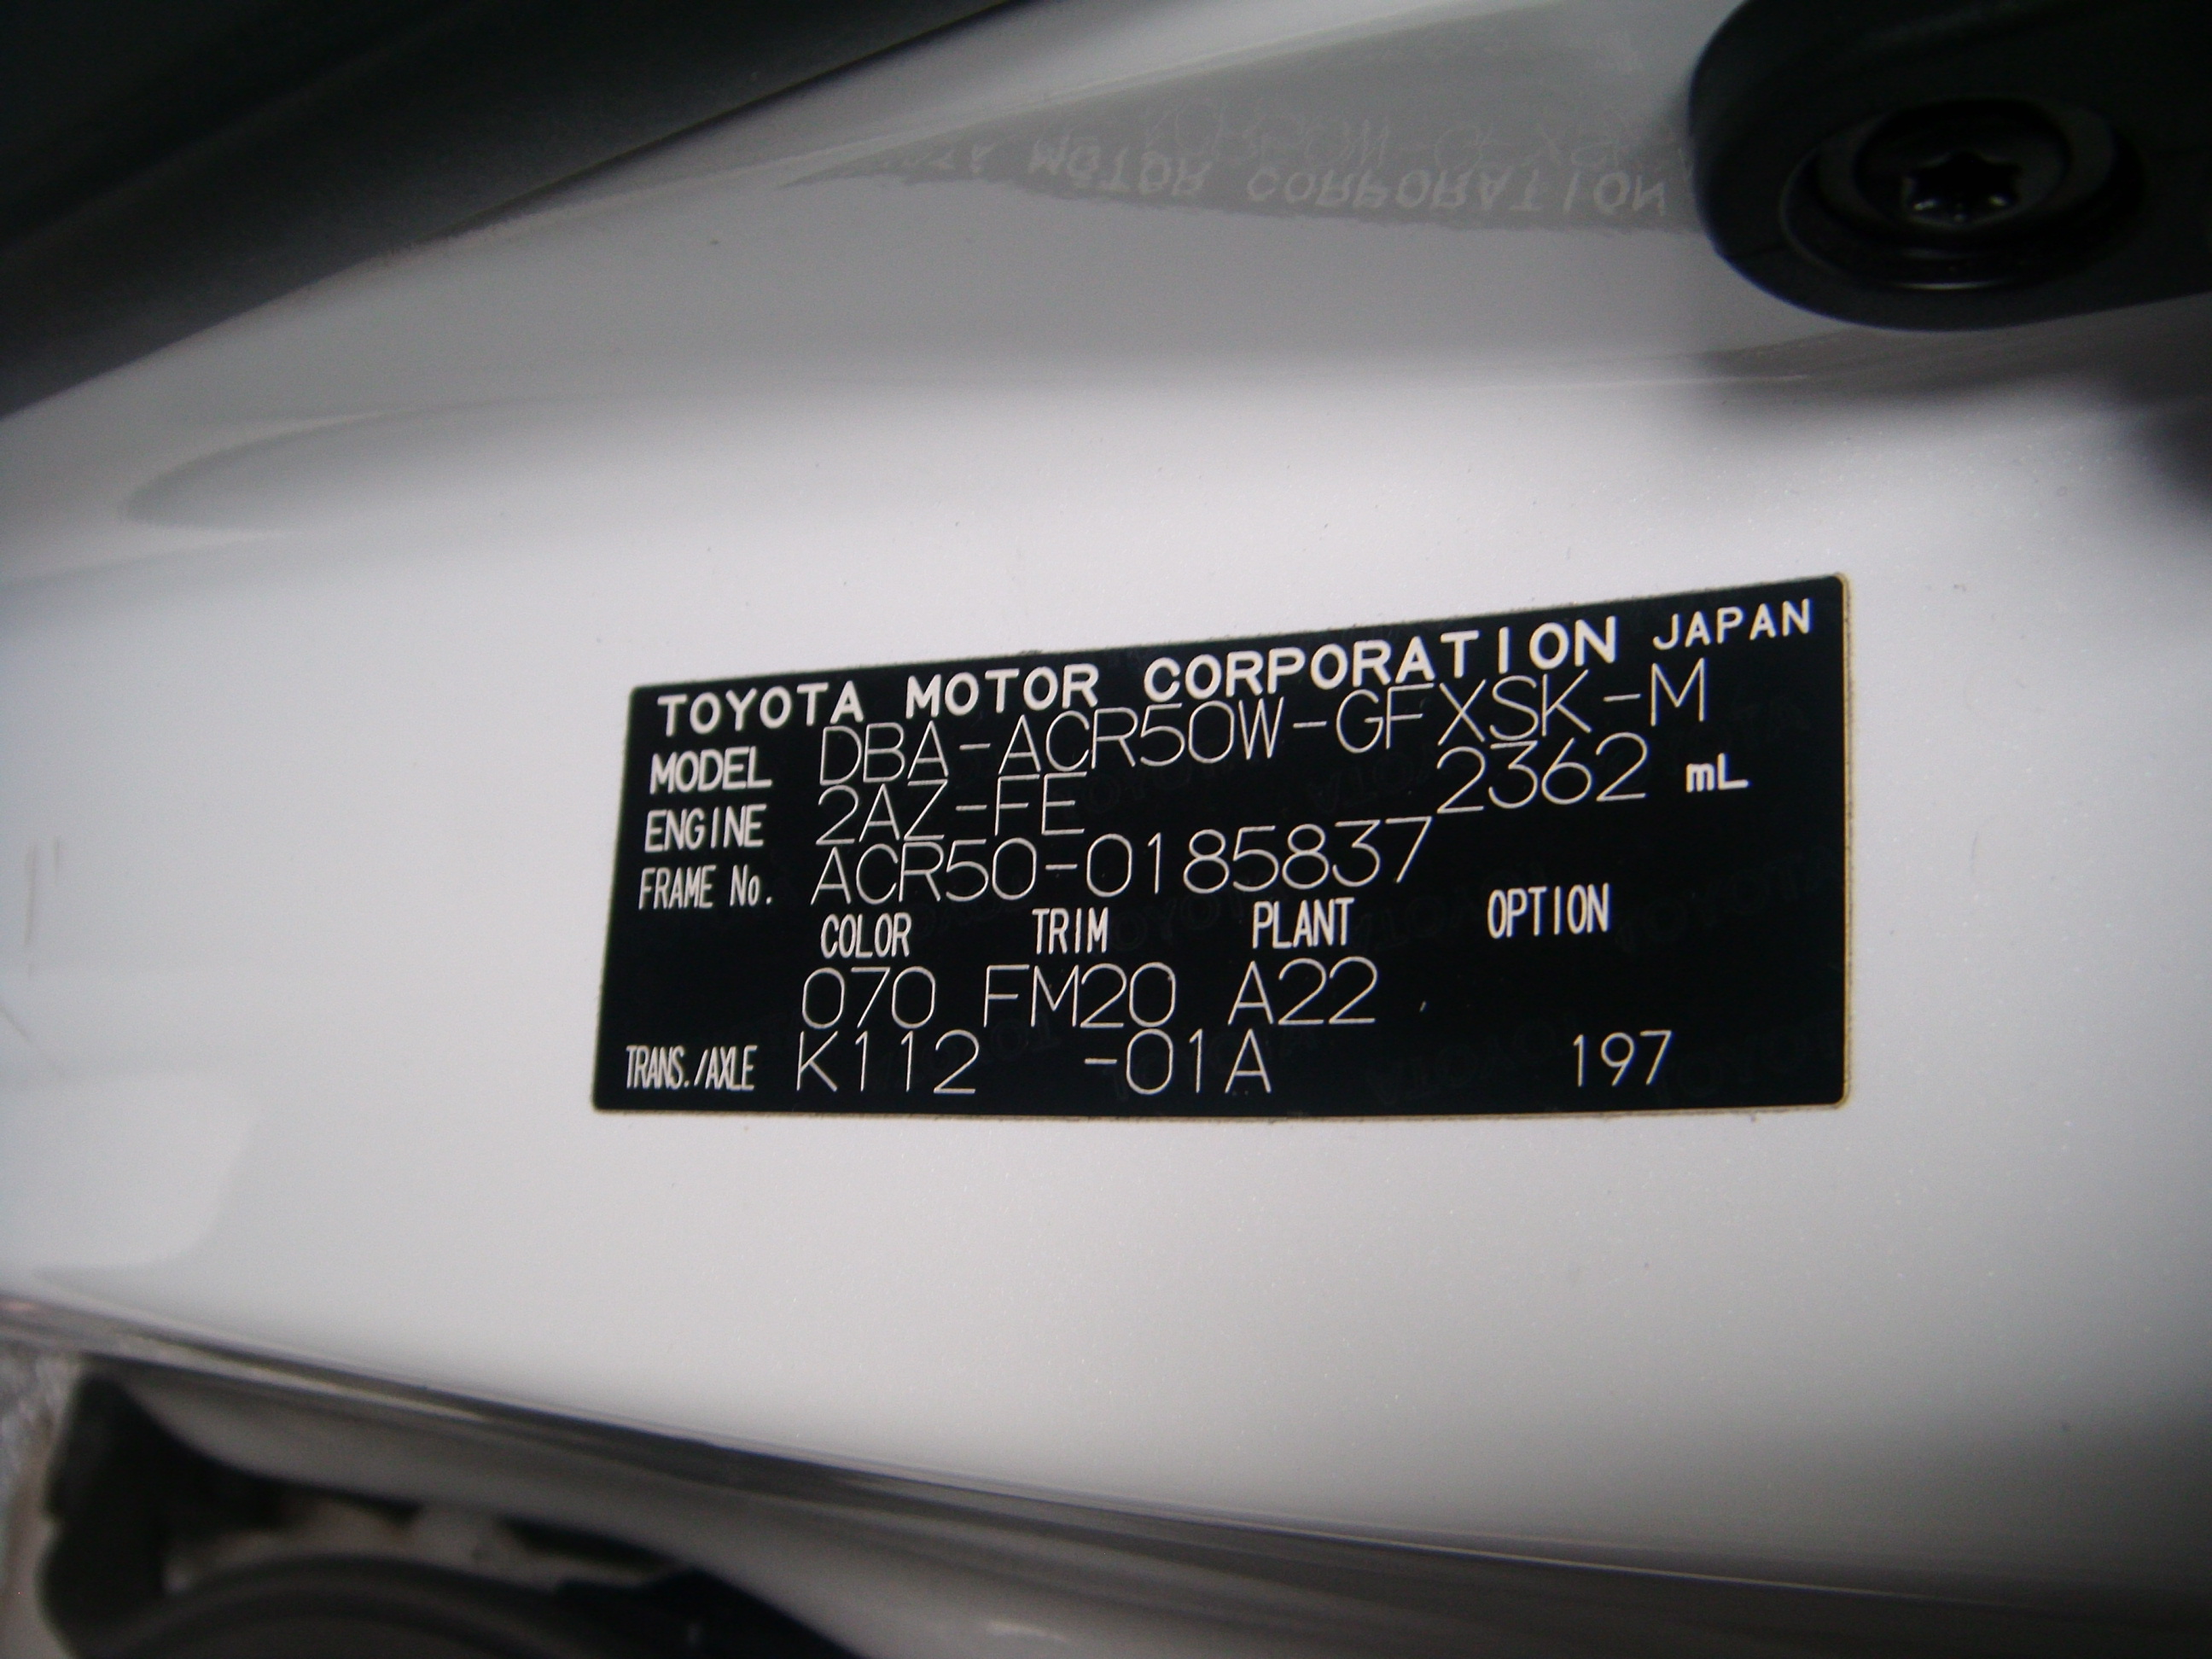 TOYOTA MOTOR CORPORATION JAPAN
MODEL DBA-ACR50W-GFXSK-M
ENGINE 2AZ-FE 2362 mL
FRAME No. ACR50-0185837
COLOR TRIM PLANT OPTION
070 FM20 A22
TRANS./AXLE K112 -01A 197